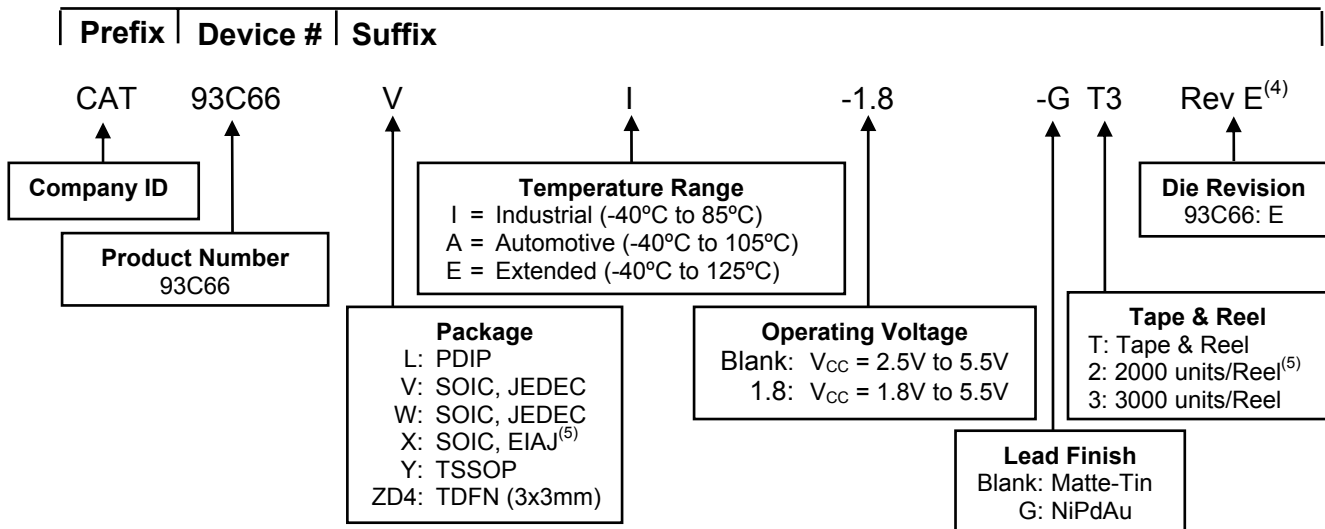 Prefix Device # Suffix
CAT 93C66 V I -1.8 -G T3 Rev E(4)
Company ID
Product Number
93C66
Temperature Range
I = Industrial (-40ºC to 85ºC)
A = Automotive (-40ºC to 105ºC)
E = Extended (-40ºC to 125ºC)
Die Revision
93C66: E
Package
L: PDIP
V: SOIC, JEDEC
W: SOIC, JEDEC
X: SOIC, EIAJ(5)
Y: TSSOP
ZD4: TDFN (3x3mm)
Operating Voltage
Blank: VCC = 2.5V to 5.5V
1.8: VCC = 1.8V to 5.5V
Tape & Reel
T: Tape & Reel
2: 2000 units/Reel(5)
3: 3000 units/Reel
Lead Finish
Blank: Matte-Tin
G: NiPdAu